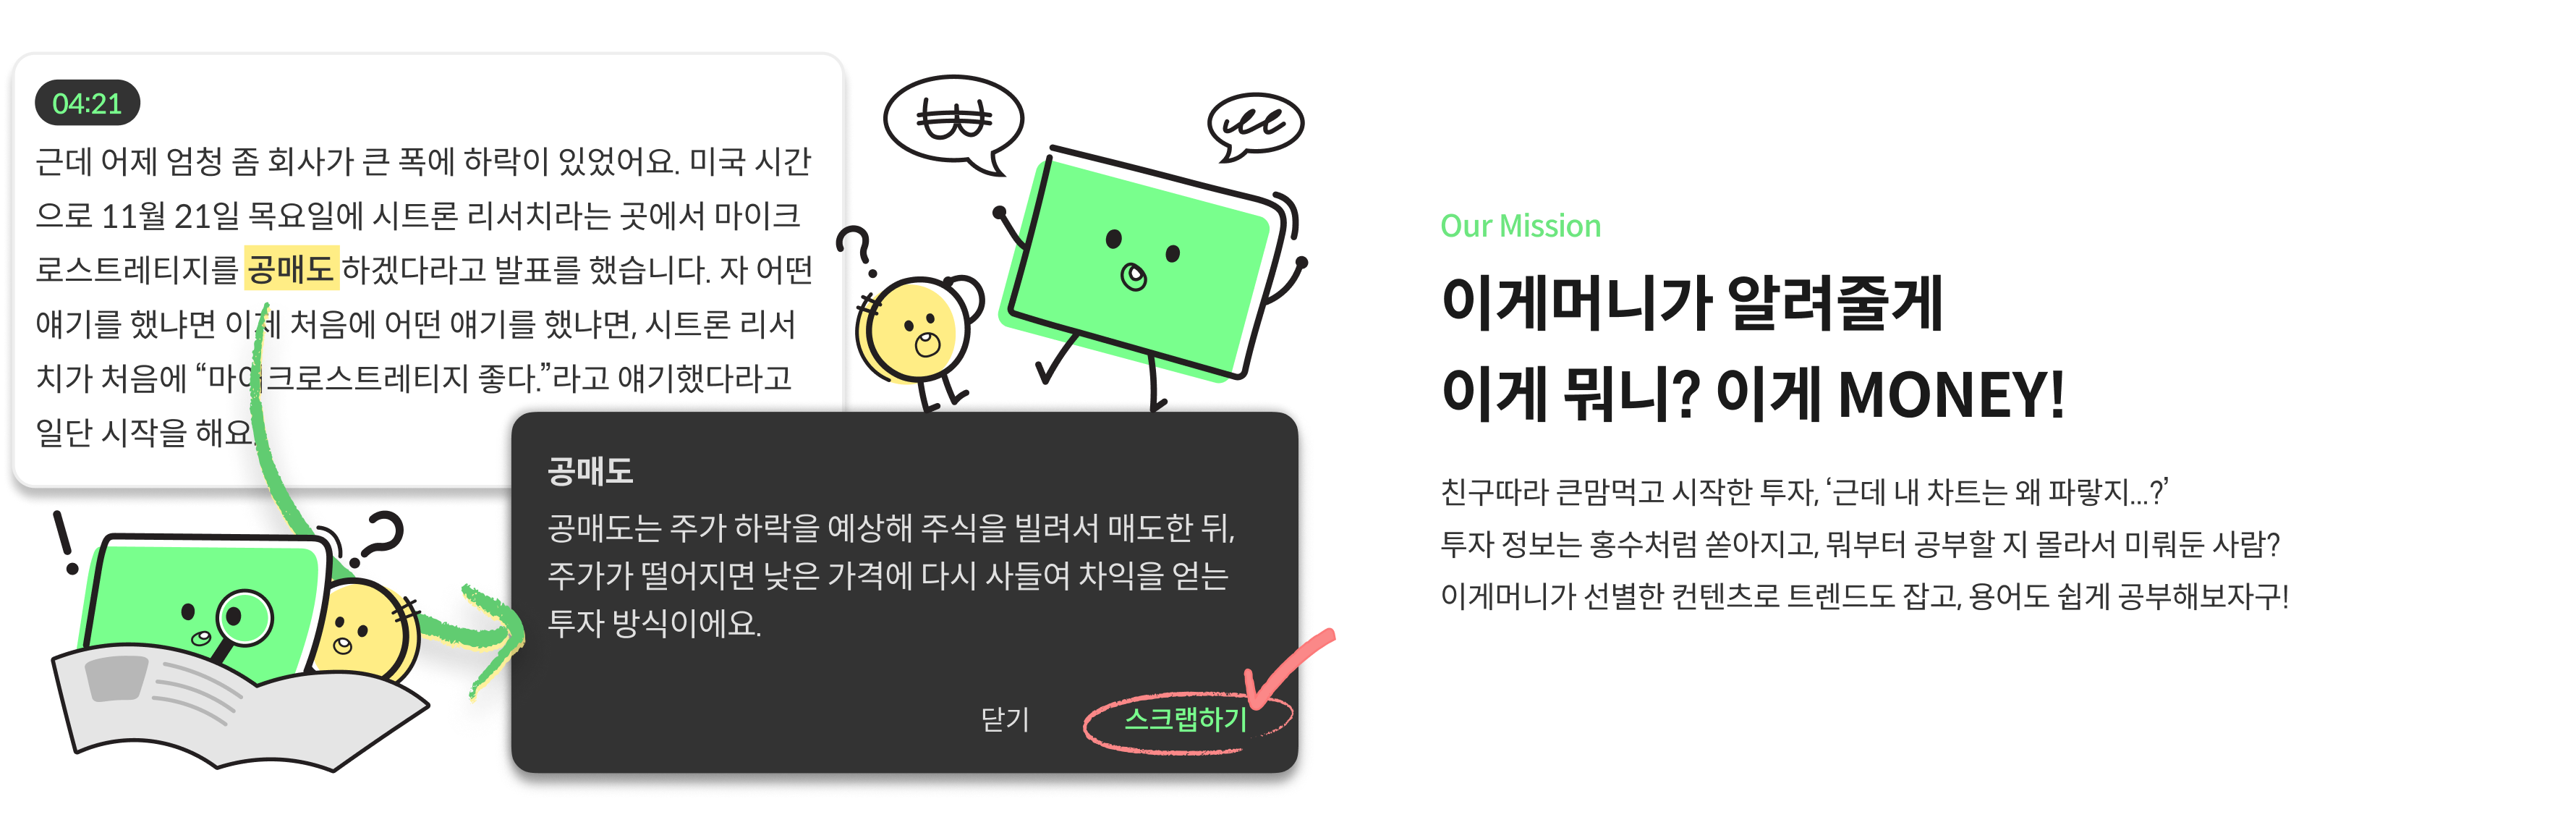 04:21
근데 어제 엄청 좀 회사가 큰 폭에 하락이 있었어요. 미국 시간
으로 11월 21일 목요일에 시트론 리서치라는 곳에서 마이크
로스트레티지를 공매도 하겠다라고 발표를 했습니다. 자 어떤
얘기를 했냐면 이제 처음에 어떤 얘기를 했냐면, 시트론 리서
치가 처음에 “마이크로스트레티지 좋다.”라고 얘기했다라고
일단 시작을 해요.
공매도
공매도는 주가 하락을 예상해 주식을 빌려서 매도한 뒤,
주가가 떨어지면 낮은 가격에 다시 사들여 차익을 얻는
투자 방식이에요.
닫기
스크랩하기
Our Mission
이게머니가 알려줄게
이게 뭐니? 이게 MONEY!
친구따라 큰맘먹고 시작한 투자, ‘근데 내 차트는 왜 파랗지...?’
투자 정보는 홍수처럼 쏟아지고, 뭐부터 공부할 지 몰라서 미뤄둔 사람?
이게머니가 선별한 컨텐츠로 트렌드도 잡고, 용어도 쉽게 공부해보자구!